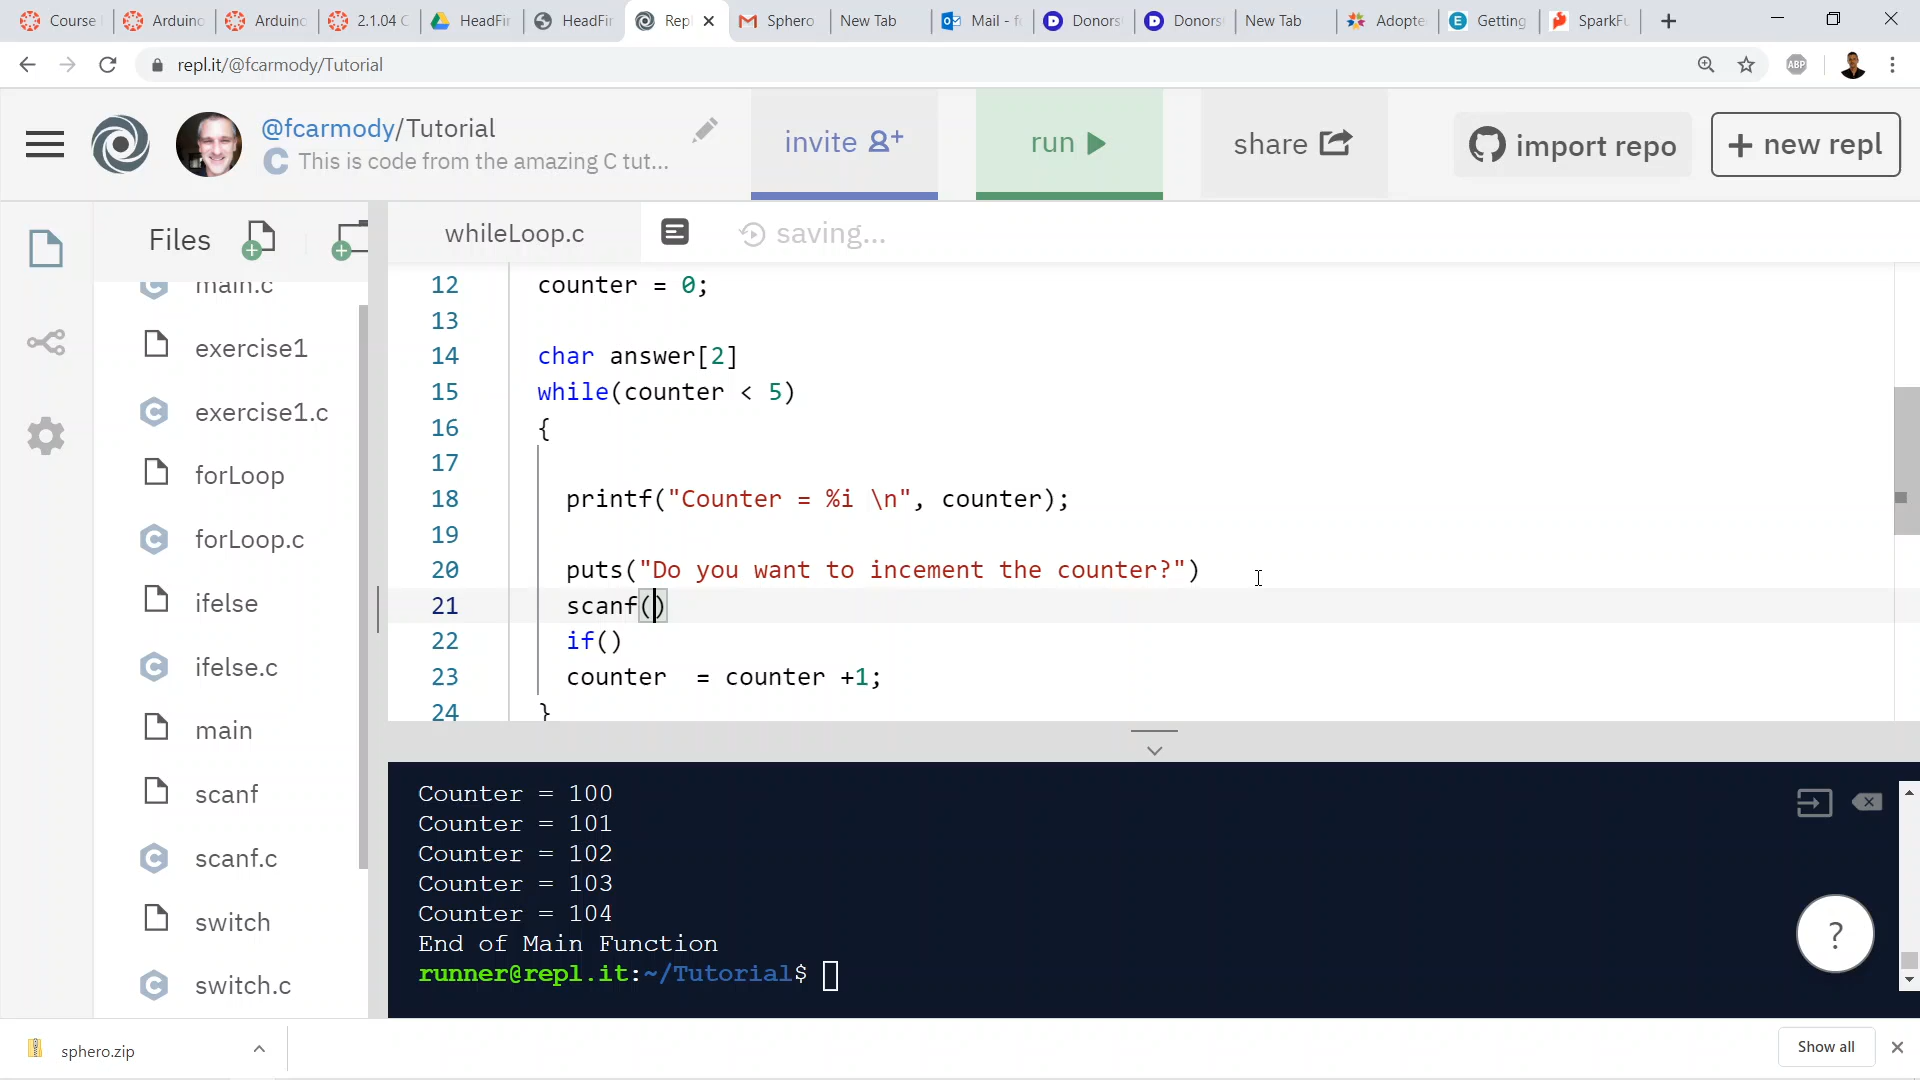 Course
Arduino
Arduino
2.1.04 C
HeadFir
HeadFir
Repl
Sphero
New Tab
Mail - f
Donors
Donors
New Tab
Adopte
Getting
SparkFu
repl.it/@fcarmody/Tutorial
ABP
@fcarmody/Tutorial
C This is code from the amazing C tut...
invite
run
share
import repo
+ new repl
Files
whileLoop.c
saving...
main.c
exercise1
exercise1.c
forLoop
forLoop.c
ifelse
ifelse.c
main
scanf
scanf.c
switch
switch.c
12 counter = 0;
13
14 char answer[2]
15 while(counter < 5)
16 {
17
18 printf("Counter = %i \n", counter);
19
20 puts("Do you want to incement the counter?")
21 scanf()
22 if()
23 counter  = counter +1;
24 }
Counter = 100
Counter = 101
Counter = 102
Counter = 103
Counter = 104
End of Main Function
runner@repl.it:~/Tutorial$
?
sphero.zip
Show all